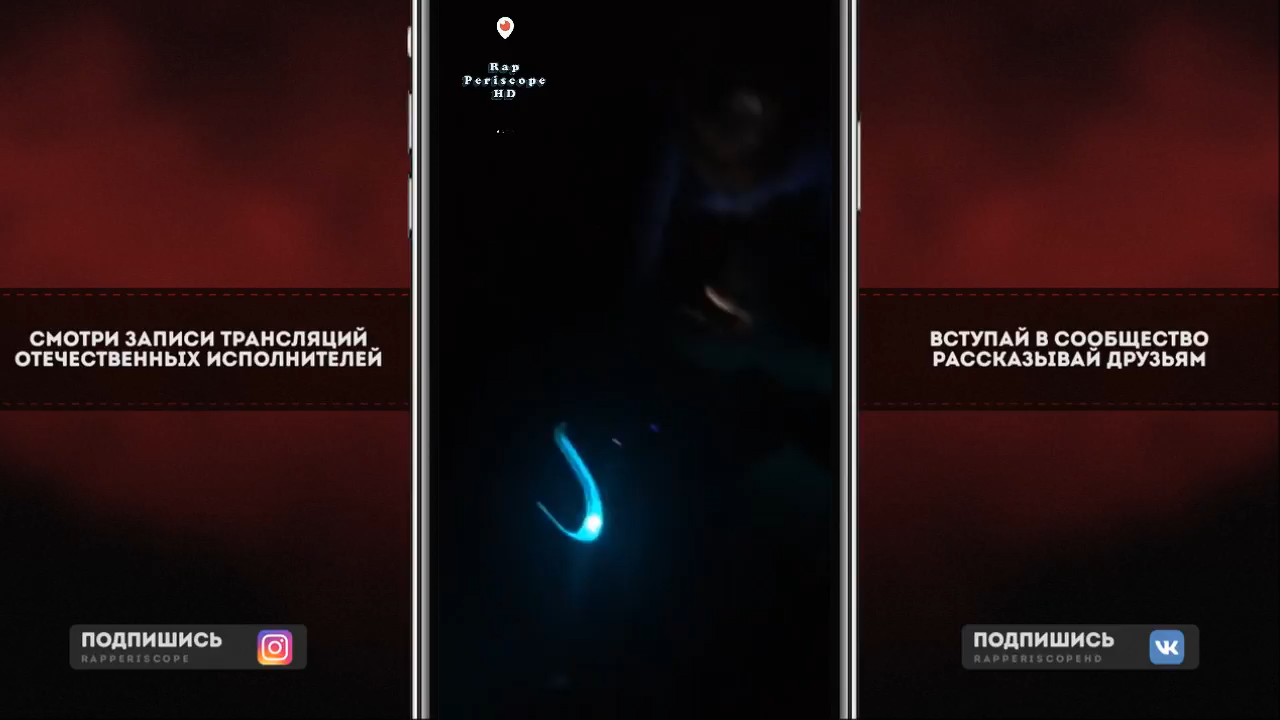 Rap
Periscope
HD
СМОТРИ ЗАПИСИ ТРАНСЛЯЦИЙ
ОТЕЧЕСТВЕННЫХ ИСПОЛНИТЕЛЕЙ
ВСТУПАЙ В СООБЩЕСТВО
РАССКАЗЫВАЙ ДРУЗЬЯМ
ПОДПИШИСЬ
RAPPERISCOPE
ПОДПИШИСЬ
RAPPERISCOPEHD